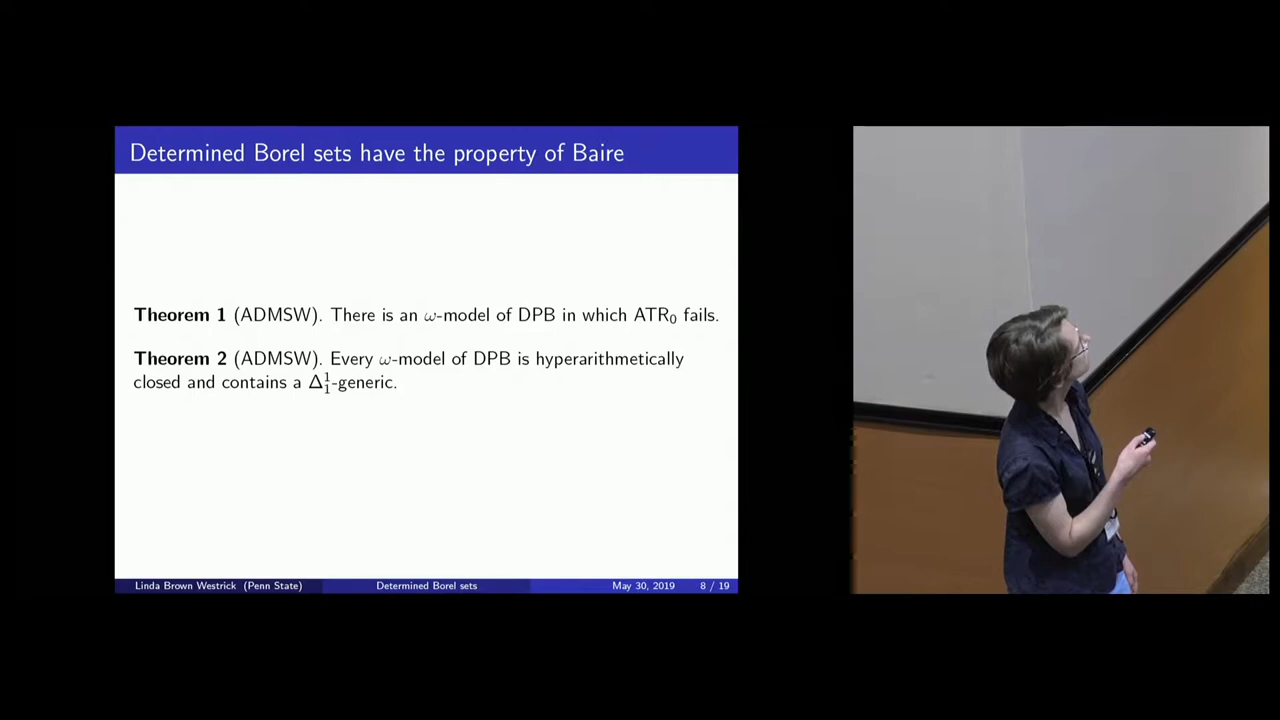 Determined Borel sets have the property of Baire
Theorem 1 (ADMSW). There is an ω-model of DPB in which ATR₀ fails.
Theorem 2 (ADMSW). Every ω-model of DPB is hyperarithmetically
closed and contains a Δ¹₁-generic.
Linda Brown Westrick (Penn State) Determined Borel sets May 30, 2019 8 / 19